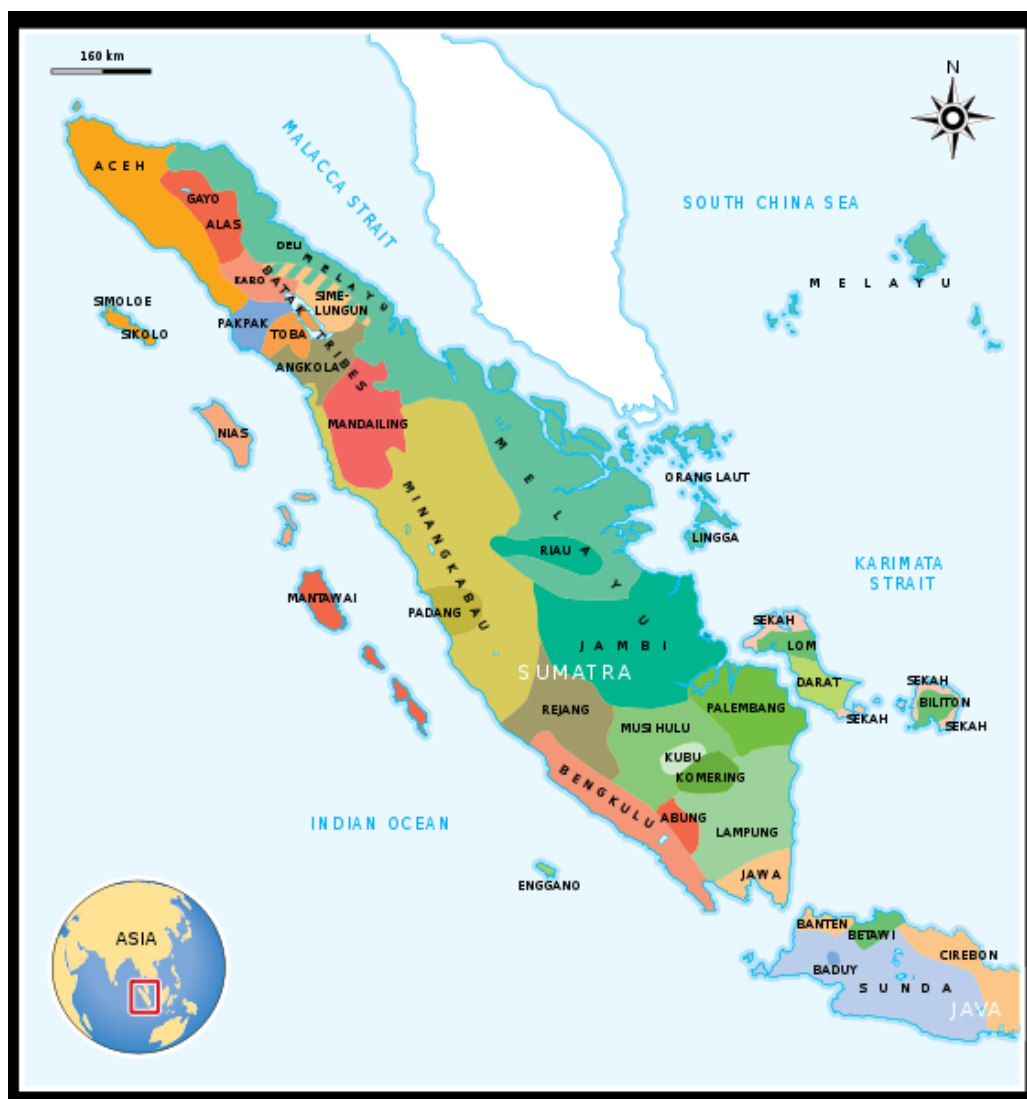 160 km
N
MALACCA STRAIT
SOUTH CHINA SEA
ACEH
GAYO
ALAS
DELI
MELAYU
MELAYU
KARO
BATAK TRIBES
SIME-
LUNGUN
SIMOLOE
SIKOLO
PAKPAK
TOBA
ANGKOLA
MANDAILING
NIAS
MINANGKABAU
MELAYU
ORANG LAUT
LINGGA
RIAU
KARIMATA
STRAIT
MANTAWAI
PADANG
JAMBI
SEKAH
LOM
SUMATRA
DARAT
SEKAH
BILITON
SEKAH
SEKAH
REJANG
PALEMBANG
MUSI HULU
KUBU
KOMERING
BENGKULU
ABUNG
LAMPUNG
INDIAN OCEAN
JAWA
ENGGANO
BANTEN
BETAWI
CIREBON
BADUY
SUNDA
JAVA
ASIA